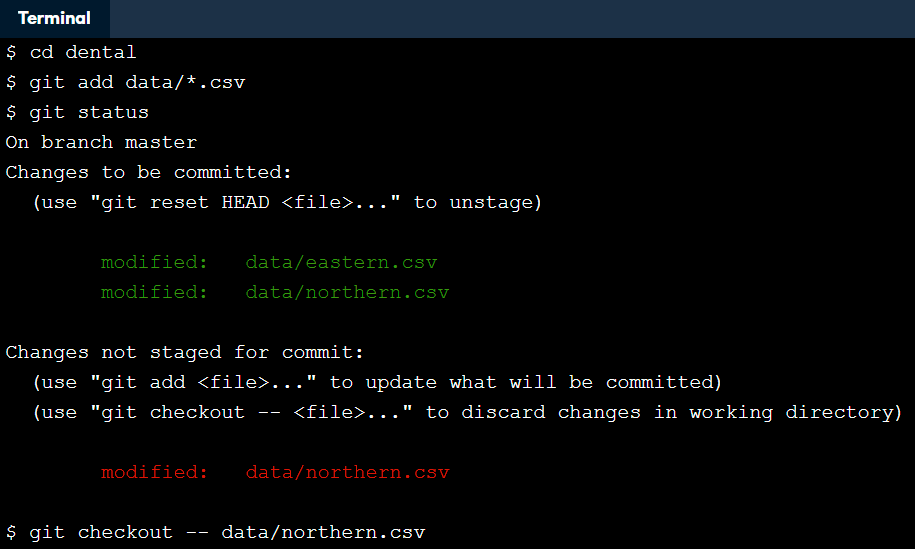 Terminal
$ cd dental
$ git add data/*.csv
$ git status
On branch master
Changes to be committed:
  (use "git reset HEAD <file>..." to unstage)
        modified:   data/eastern.csv
        modified:   data/northern.csv
Changes not staged for commit:
  (use "git add <file>..." to update what will be committed)
  (use "git checkout -- <file>..." to discard changes in working directory)
        modified:   data/northern.csv
$ git checkout -- data/northern.csv